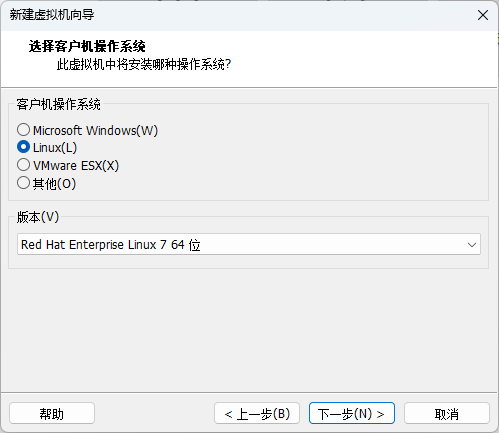 新建虚拟机向导
选择客户机操作系统
此虚拟机中将安装哪种操作系统?
客户机操作系统
Microsoft Windows(W)
Linux(L)
VMware ESX(X)
其他(O)
版本(V)
Red Hat Enterprise Linux 7 64 位
帮助
< 上一步(B)
下一步(N) >
取消